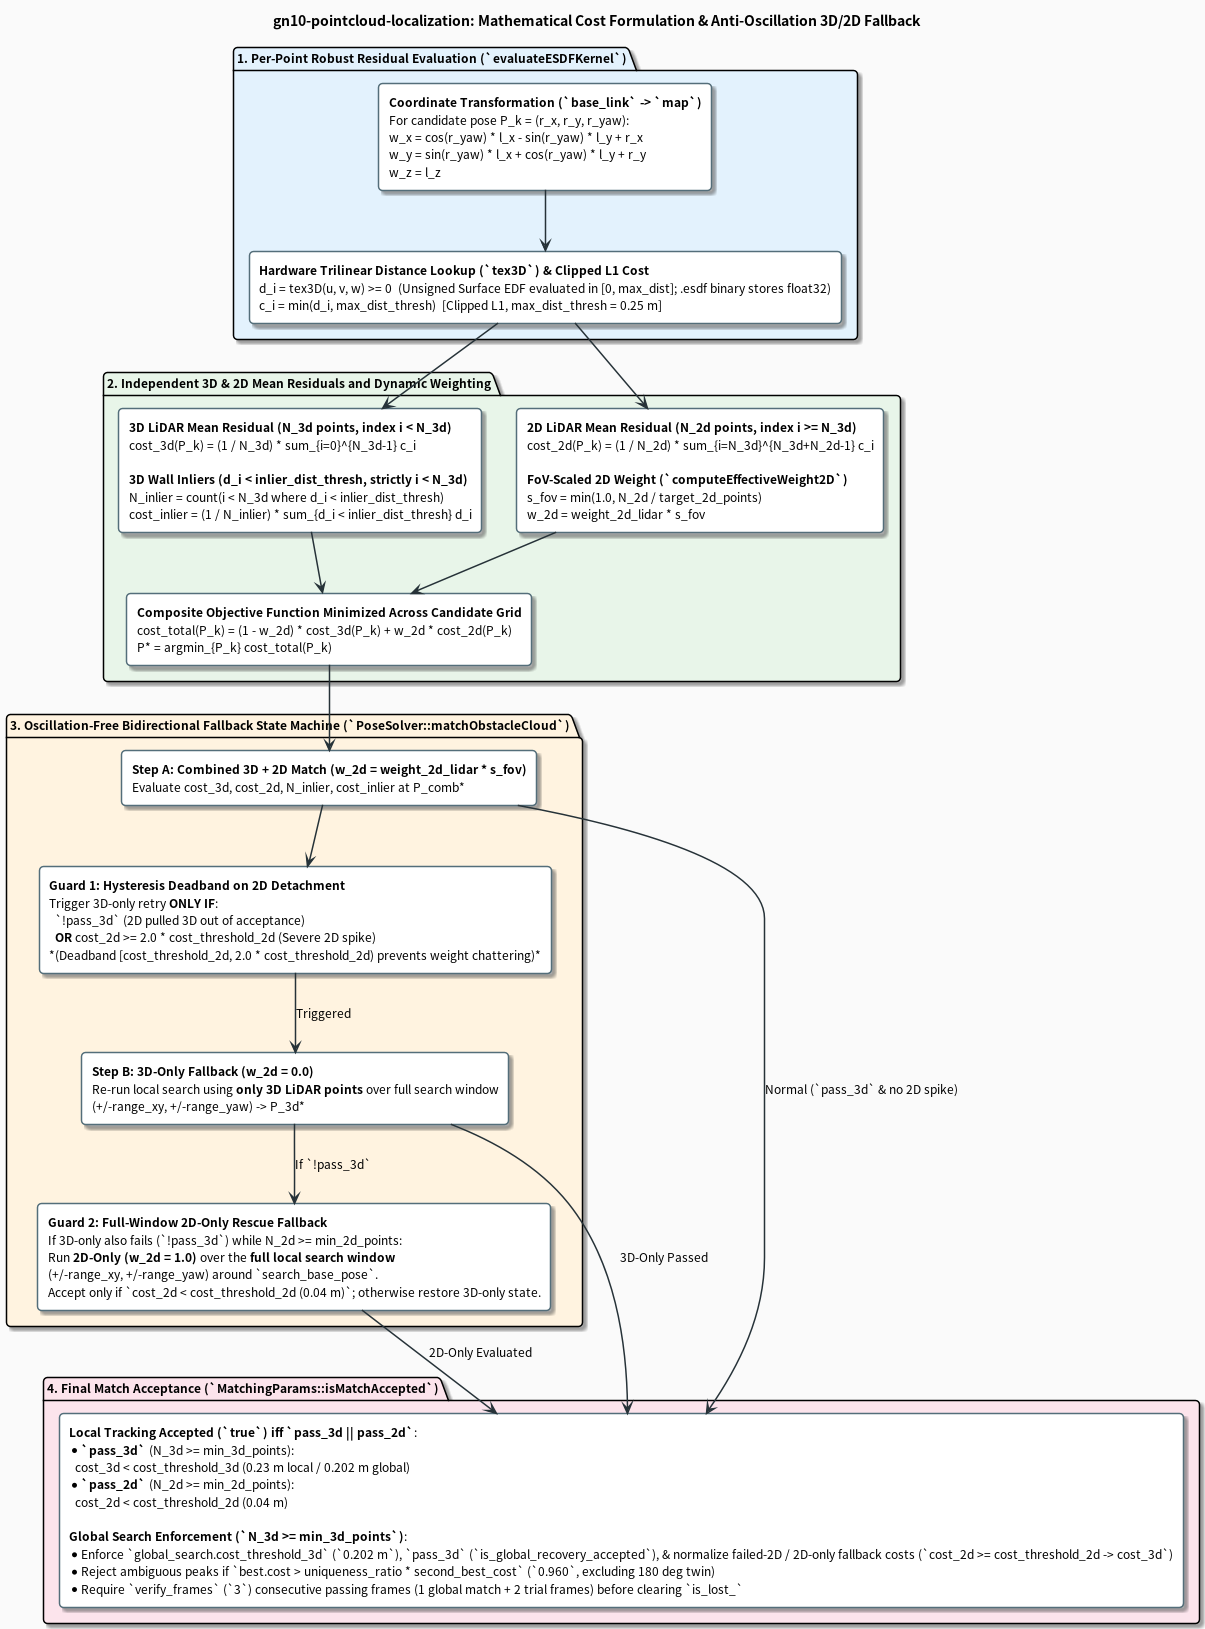 gn10-pointcloud-localization: Mathematical Cost Formulation & Anti-Oscillation 3D/2D Fallback
1. Per-Point Robust Residual Evaluation (`evaluateESDFKernel`)
Coordinate Transformation (`base_link` -> `map`)
For candidate pose P_k = (r_x, r_y, r_yaw):
w_x = cos(r_yaw) * l_x - sin(r_yaw) * l_y + r_x
w_y = sin(r_yaw) * l_x + cos(r_yaw) * l_y + r_y
w_z = l_z
Hardware Trilinear Distance Lookup (`tex3D`) & Clipped L1 Cost
d_i = tex3D(u, v, w) >= 0  (Unsigned Surface EDF evaluated in [0, max_dist]; .esdf binary stores float32)
c_i = min(d_i, max_dist_thresh)  [Clipped L1, max_dist_thresh = 0.25 m]
2. Independent 3D & 2D Mean Residuals and Dynamic Weighting
3D LiDAR Mean Residual (N_3d points, index i < N_3d)
cost_3d(P_k) = (1 / N_3d) * sum_{i=0}^{N_3d-1} c_i
3D Wall Inliers (d_i < inlier_dist_thresh, strictly i < N_3d)
N_inlier = count(i < N_3d where d_i < inlier_dist_thresh)
cost_inlier = (1 / N_inlier) * sum_{d_i < inlier_dist_thresh} d_i
2D LiDAR Mean Residual (N_2d points, index i >= N_3d)
cost_2d(P_k) = (1 / N_2d) * sum_{i=N_3d}^{N_3d+N_2d-1} c_i
FoV-Scaled 2D Weight (`computeEffectiveWeight2D`)
s_fov = min(1.0, N_2d / target_2d_points)
w_2d = weight_2d_lidar * s_fov
Composite Objective Function Minimized Across Candidate Grid
cost_total(P_k) = (1 - w_2d) * cost_3d(P_k) + w_2d * cost_2d(P_k)
P* = argmin_{P_k} cost_total(P_k)
3. Oscillation-Free Bidirectional Fallback State Machine (`PoseSolver::matchObstacleCloud`)
Step A: Combined 3D + 2D Match (w_2d = weight_2d_lidar * s_fov)
Evaluate cost_3d, cost_2d, N_inlier, cost_inlier at P_comb*
Guard 1: Hysteresis Deadband on 2D Detachment
Trigger 3D-only retry ONLY IF:
`!pass_3d` (2D pulled 3D out of acceptance)
OR cost_2d >= 2.0 * cost_threshold_2d (Severe 2D spike)
*(Deadband [cost_threshold_2d, 2.0 * cost_threshold_2d) prevents weight chattering)*
Triggered
Step B: 3D-Only Fallback (w_2d = 0.0)
Re-run local search using only 3D LiDAR points over full search window
(+/-range_xy, +/-range_yaw) -> P_3d*
Normal (`pass_3d` & no 2D spike)
If `!pass_3d`
Guard 2: Full-Window 2D-Only Rescue Fallback
If 3D-only also fails (`!pass_3d`) while N_2d >= min_2d_points:
Run 2D-Only (w_2d = 1.0) over the full local search window
(+/-range_xy, +/-range_yaw) around `search_base_pose`.
Accept only if `cost_2d < cost_threshold_2d (0.04 m)`; otherwise restore 3D-only state.
3D-Only Passed
2D-Only Evaluated
4. Final Match Acceptance (`MatchingParams::isMatchAccepted`)
Local Tracking Accepted (`true`) iff `pass_3d || pass_2d`:
• `pass_3d` (N_3d >= min_3d_points):
cost_3d < cost_threshold_3d (0.23 m local / 0.202 m global)
• `pass_2d` (N_2d >= min_2d_points):
cost_2d < cost_threshold_2d (0.04 m)
Global Search Enforcement (`N_3d >= min_3d_points`):
• Enforce `global_search.cost_threshold_3d` (`0.202 m`), `pass_3d` (`is_global_recovery_accepted`), & normalize failed-2D / 2D-only fallback costs (`cost_2d >= cost_threshold_2d -> cost_3d`)
• Reject ambiguous peaks if `best.cost > uniqueness_ratio * second_best_cost` (`0.960`, excluding 180 deg twin)
• Require `verify_frames` (`3`) consecutive passing frames (1 global match + 2 trial frames) before clearing `is_lost_`